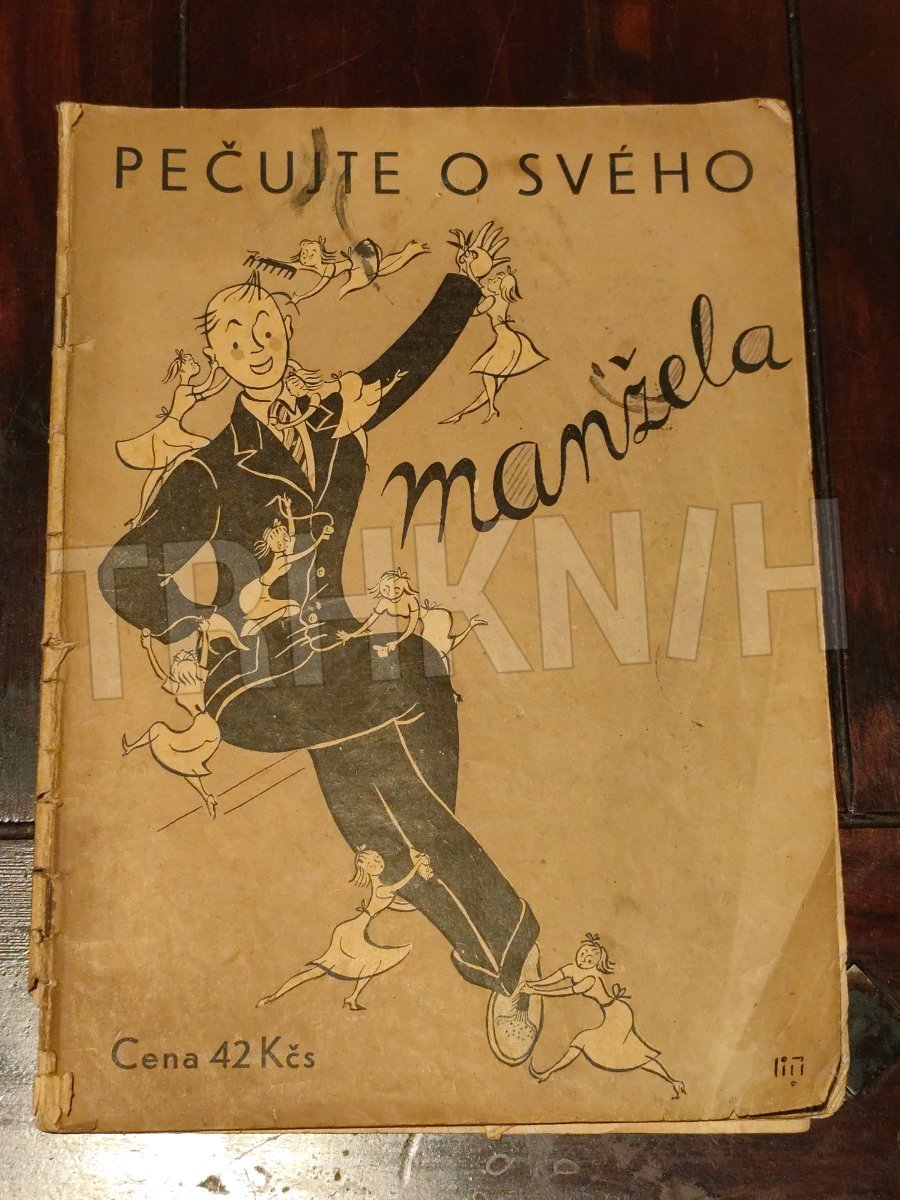 PEČUJTE O SVÉHO
manžela
TRHKNIH
Cena 42 Kčs